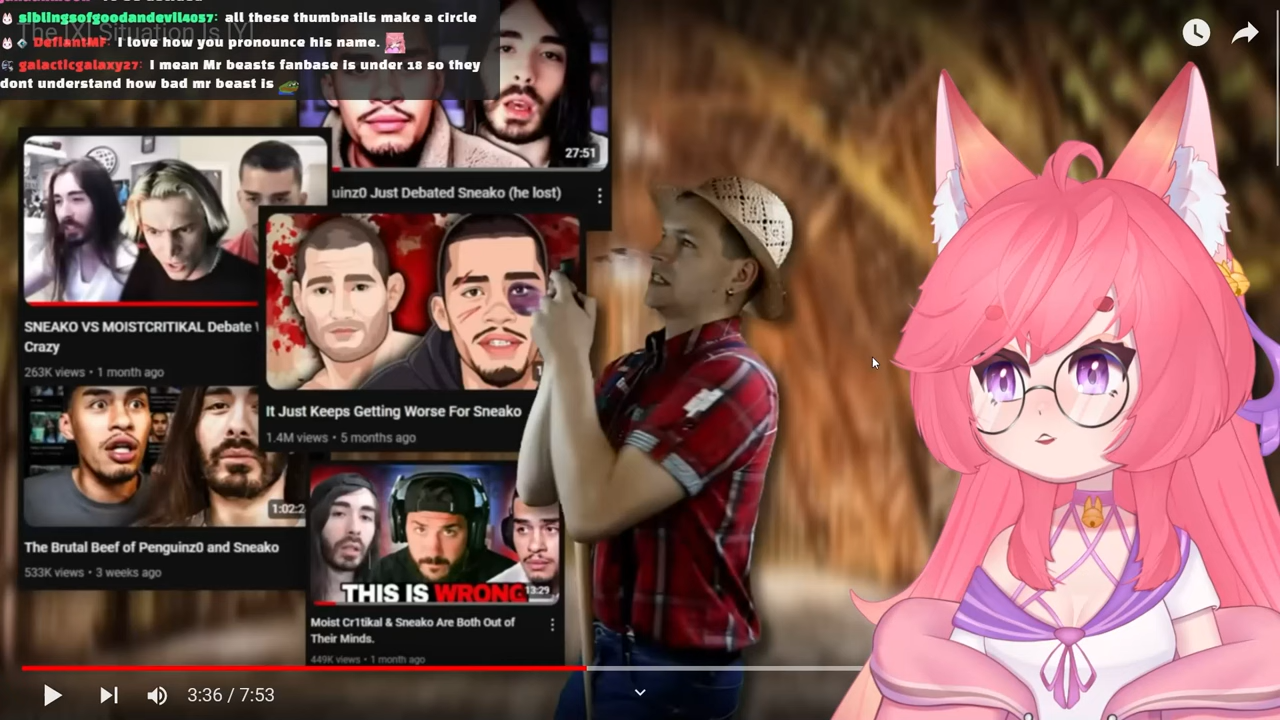 siblingsofgoodandevil4057: all these thumbnails make a circle
The [X] Situation Is [Y]
DefiantMF: I love how you pronounce his name.
galacticgalaxy27: I mean Mr beasts fanbase is under 18 so they
dont understand how bad mr beast is
27:51
uinz0 Just Debated Sneako (he lost)
SNEAKO VS MOISTCRITIKAL Debate
Crazy
263K views • 1 month ago
It Just Keeps Getting Worse For Sneako
1.4M views • 5 months ago
1:02:2
The Brutal Beef of Penguinz0 and Sneako
533K views • 3 weeks ago
THIS IS WRONG
13:29
Moist Cr1tikal & Sneako Are Both Out of
Their Minds.
449K views • 1 month ago
3:36 / 7:53